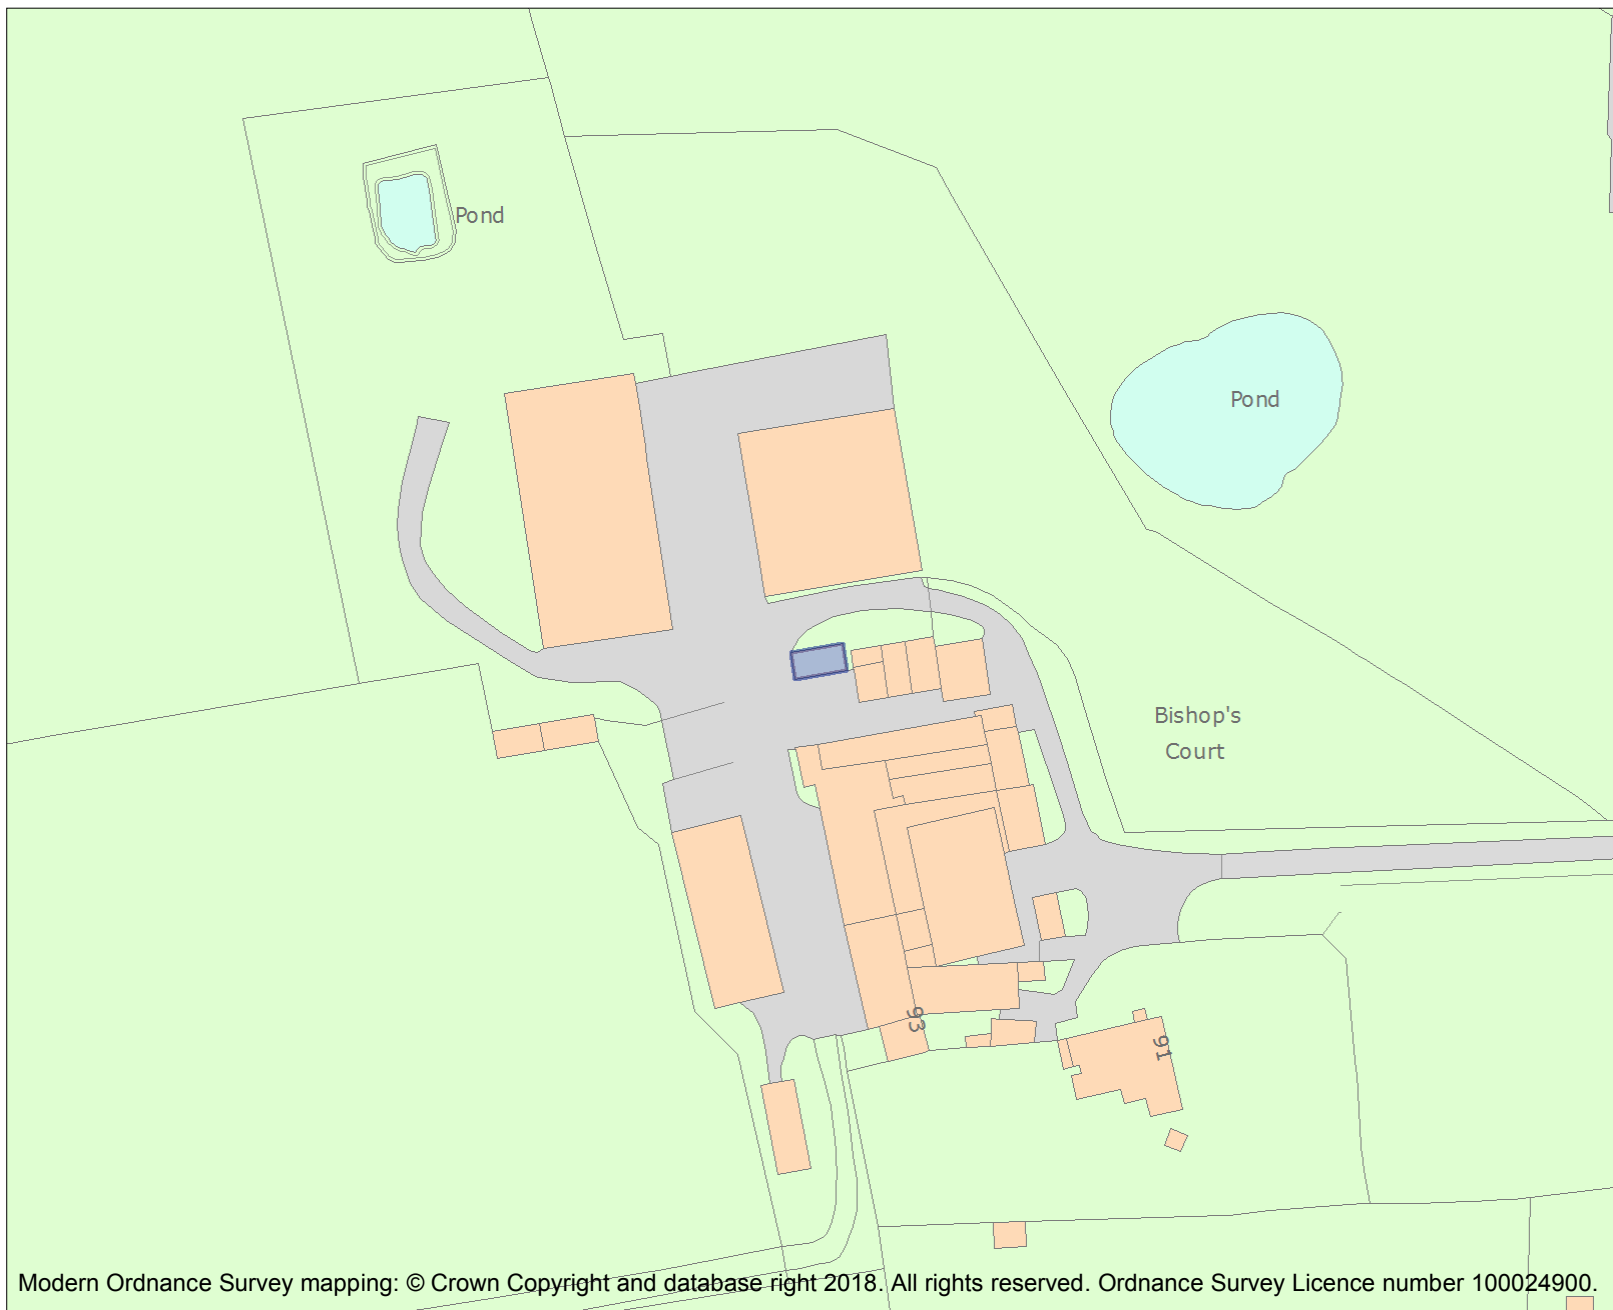 Pond
Pond
Bishop's
Court
93
91
Modern Ordnance Survey mapping: © Crown Copyright and database right 2018. All rights reserved. Ordnance Survey Licence number 100024900.